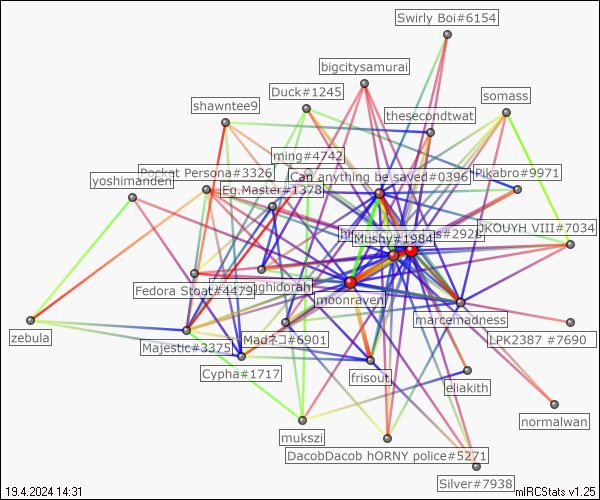 Swirly Boi#6154
bigcitysamurai
Duck#1245
somass
shawntee9
thesecondtwat
ming#4742
Pocket Persona#3326
Can anything be saved#0396
Pikabro#9971
yoshimanden
Eg.Master#1378
JKOUYH VIII#7034
#2928
Mushy#1984
Fedora Stoat#4479
ghidorah
moonraven
marcemadness
zebula
Majestic#3375
Madネコ#6901
LPK2387 #7690
Cypha#1717
frisout
eliakith
normalwan
mukszi
DacobDacob hORNY police#5271
Silver#7938
19.4.2024 14:31
mIRCStats v1.25